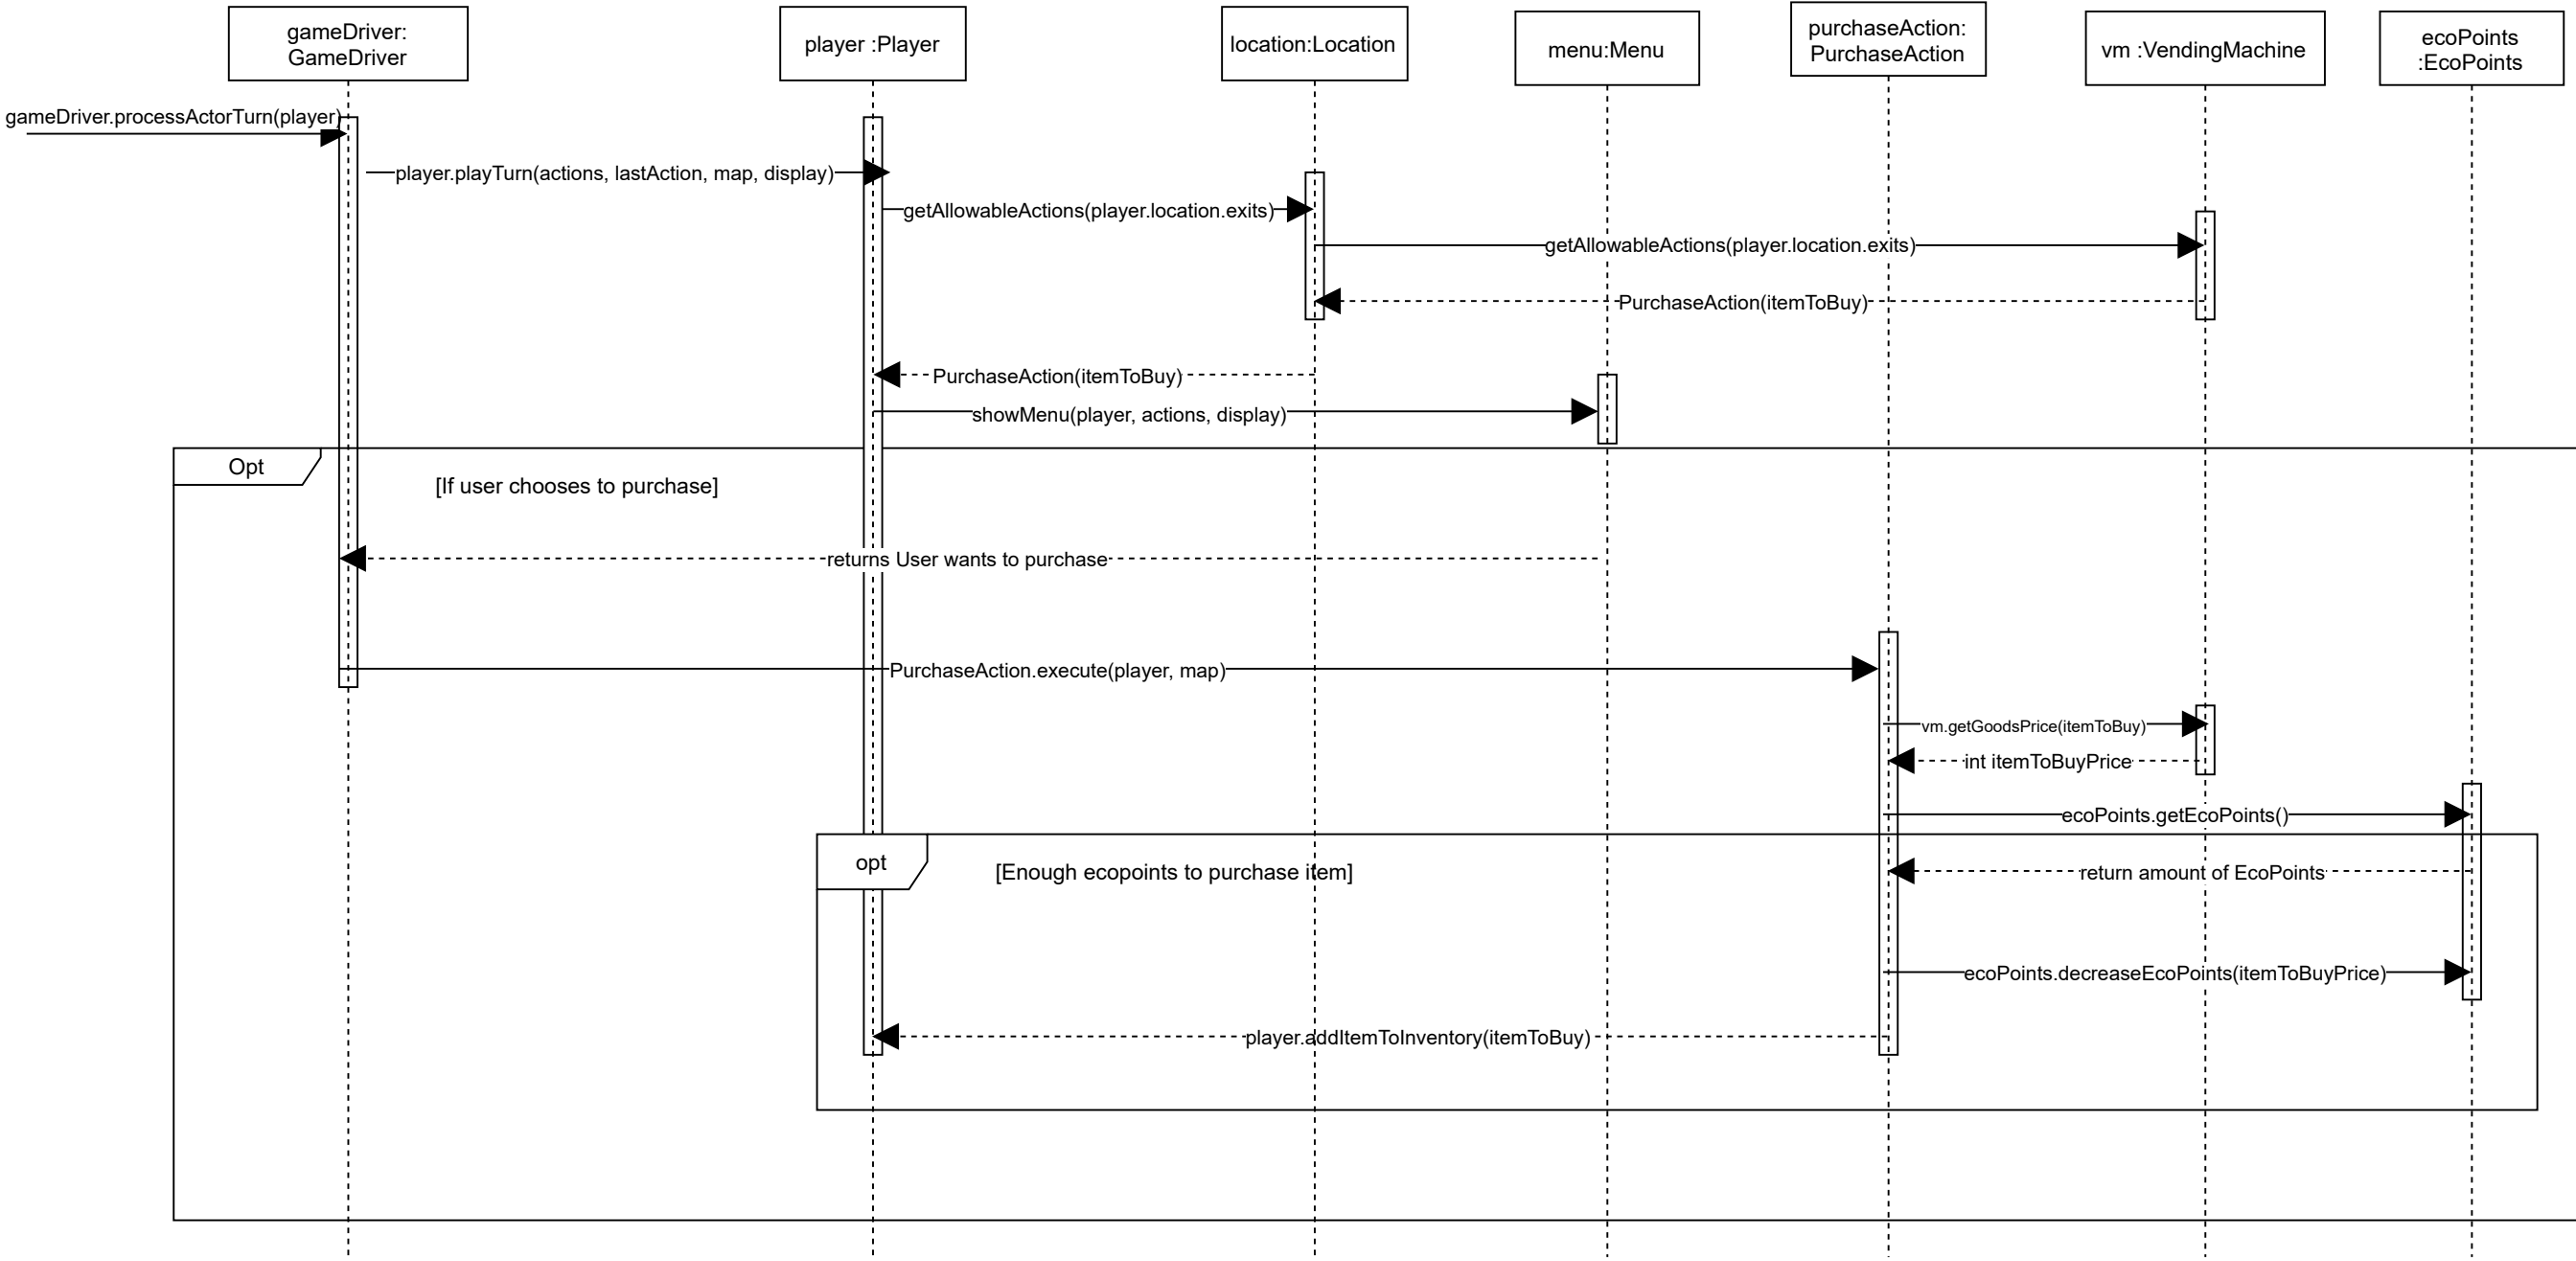 gameDriver:
GameDriver
player :Player
location:Location
menu:Menu
purchaseAction:
PurchaseAction
vm :VendingMachine
ecoPoints
:EcoPoints
gameDriver.processActorTurn(player)
player.playTurn(actions, lastAction, map, display)
getAllowableActions(player.location.exits)
getAllowableActions(player.location.exits)
PurchaseAction(itemToBuy)
PurchaseAction(itemToBuy)
showMenu(player, actions, display)
Opt
[If user chooses to purchase]
returns User wants to purchase
PurchaseAction.execute(player, map)
vm.getGoodsPrice(itemToBuy)
int itemToBuyPrice
ecoPoints.getEcoPoints()
opt
[Enough ecopoints to purchase item]
return amount of EcoPoints
ecoPoints.decreaseEcoPoints(itemToBuyPrice)
player.addItemToInventory(itemToBuy)